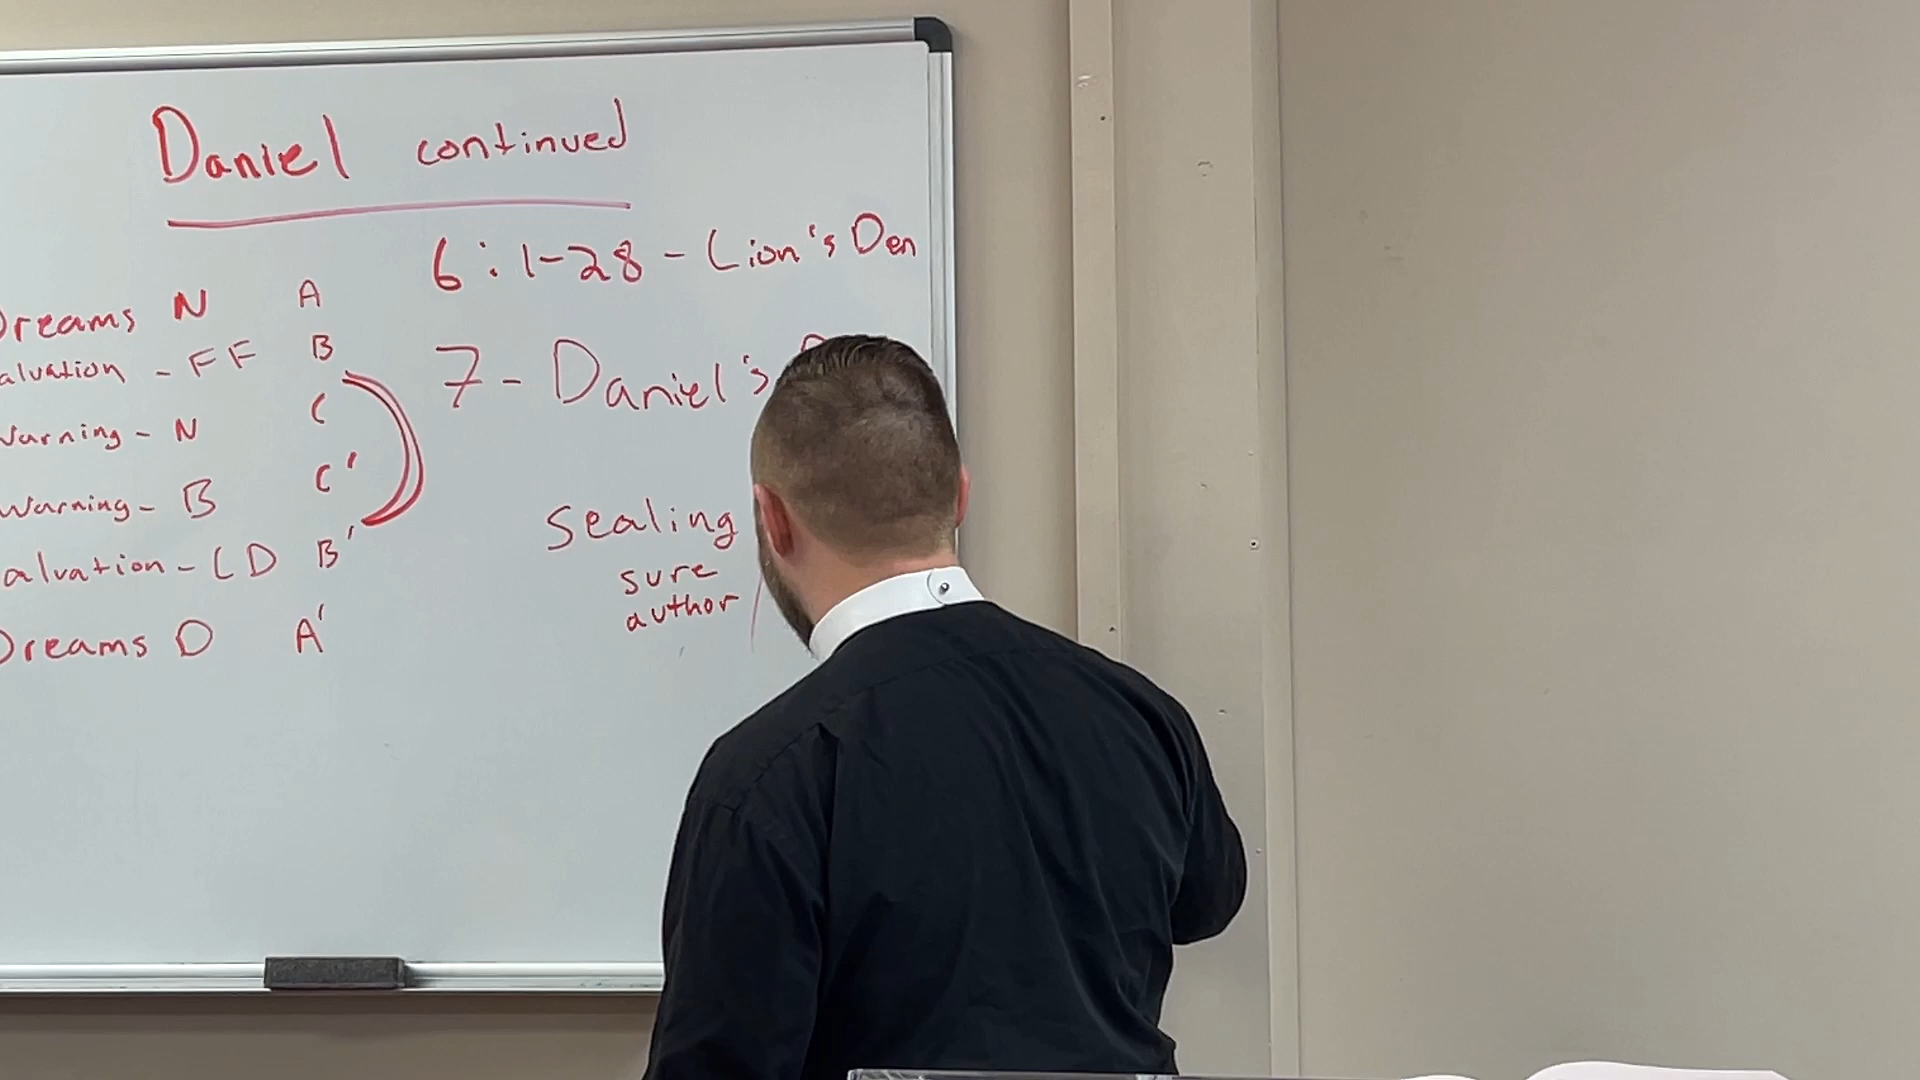 Daniel continued
6:1-28 - Lion's Den
7 - Daniel's
Dreams N A
alvation - FF B
Warning - N C
Warning - B C'
alvation - LD B'
Dreams D A'
Sealing
sure
author